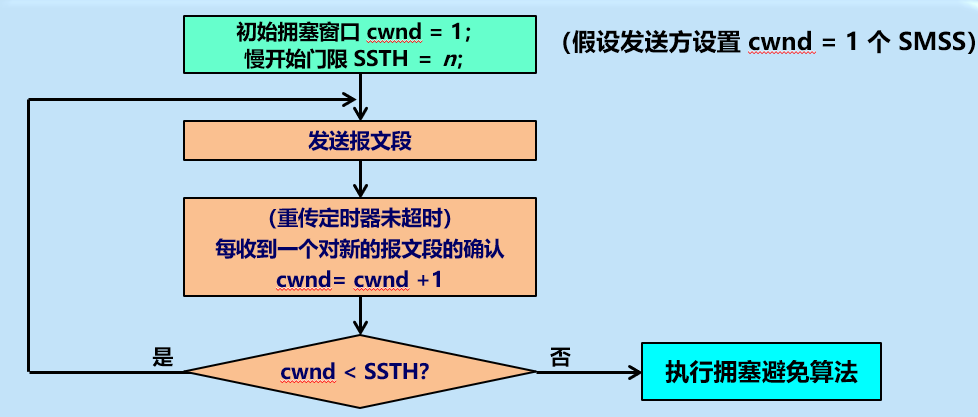 初始拥塞窗口 cwnd = 1；
慢开始门限 SSTH = n;
（假设发送方设置 cwnd = 1 个 SMSS）
发送报文段
（重传定时器未超时）
每收到一个对新的报文段的确认
cwnd= cwnd +1
是
cwnd < SSTH?
否
执行拥塞避免算法